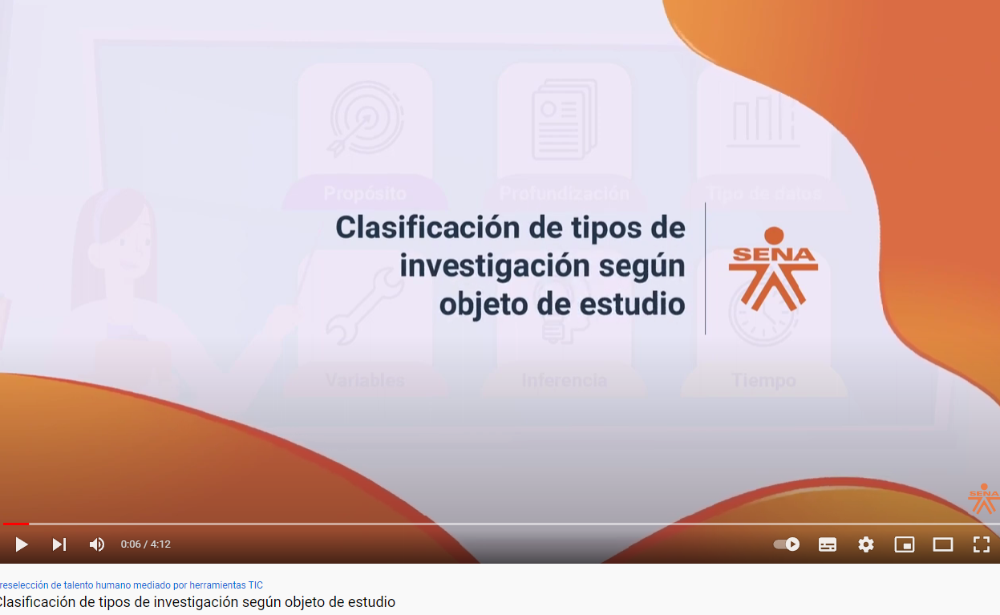 Propósito
Profundización
Tipo de datos
Clasificación de tipos de
investigación según
objeto de estudio
SENA
Variables
Inferencia
Tiempo
SENA
0:06 / 4:12
reselección de talento humano mediado por herramientas TIC
Clasificación de tipos de investigación según objeto de estudio